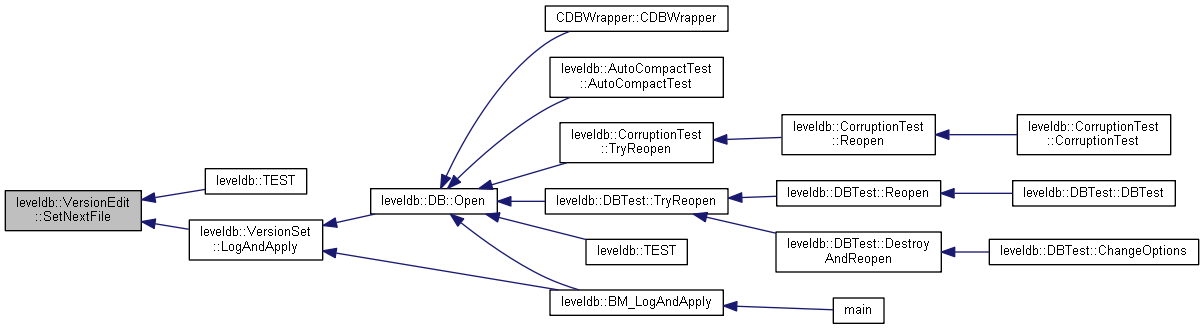 CDBWrapper::CDBWrapper
leveldb::AutoCompactTest
::AutoCompactTest
leveldb::CorruptionTest
::TryReopen
leveldb::CorruptionTest
::Reopen
leveldb::CorruptionTest
::CorruptionTest
leveldb::TEST
leveldb::VersionEdit
::SetNextFile
leveldb::DB::Open
leveldb::DBTest::TryReopen
leveldb::DBTest::Reopen
leveldb::DBTest::DBTest
leveldb::VersionSet
::LogAndApply
leveldb::TEST
leveldb::DBTest::Destroy
AndReopen
leveldb::DBTest::ChangeOptions
leveldb::BM_LogAndApply
main